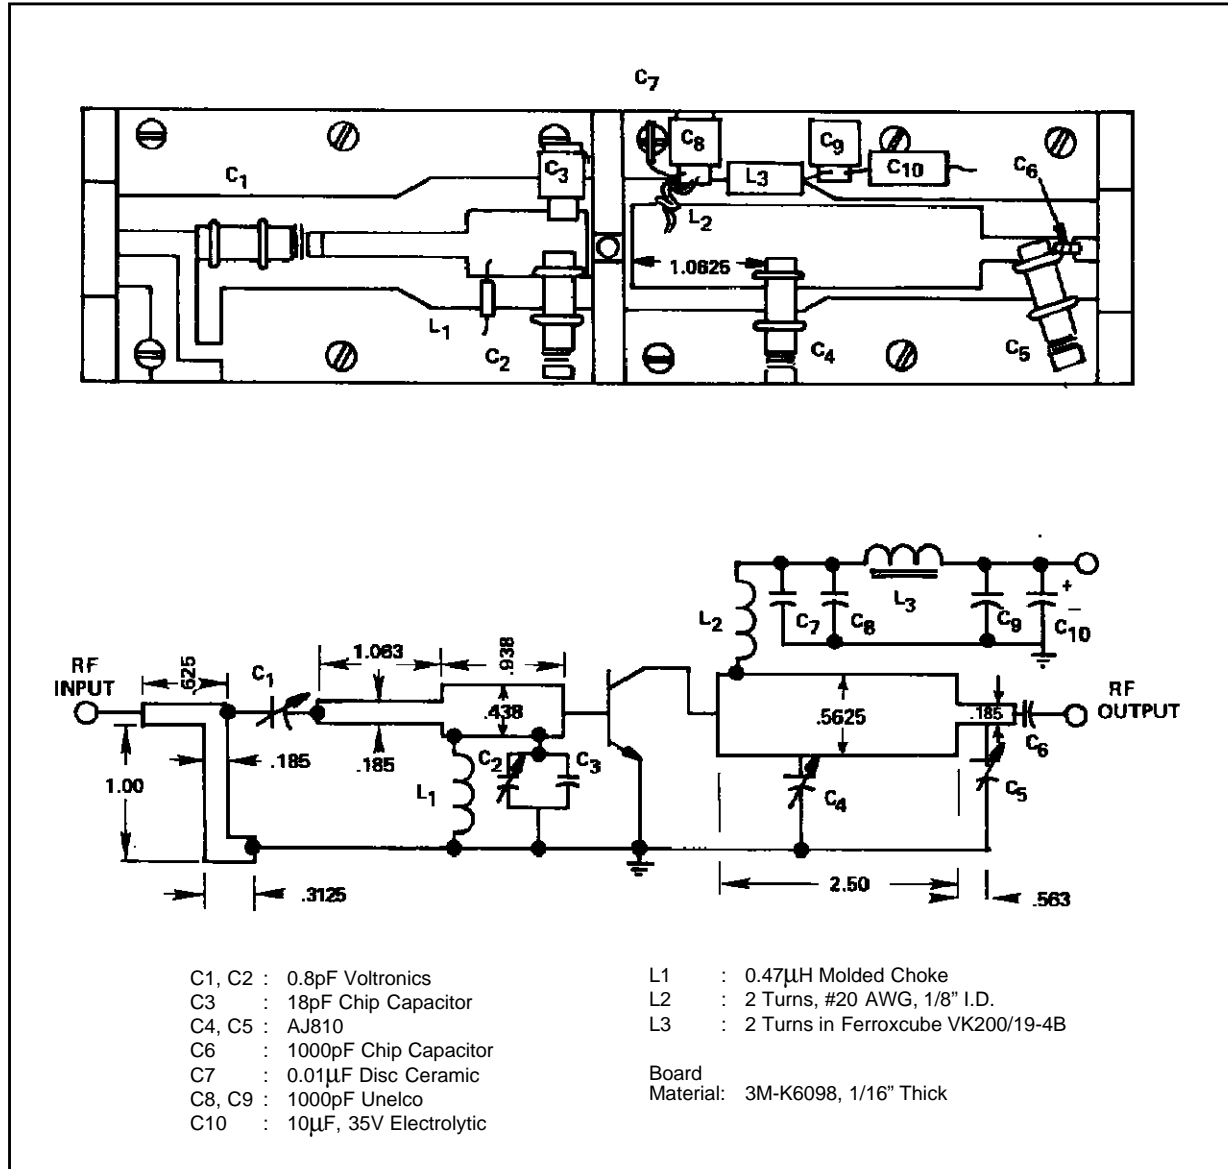 C7
C1
C3
C8
L3
C9
C10
C6
L2
1.0625
L1
C2
C4
C5
L2
C7
C8
L3
C9
+
–
C10
RF
INPUT
.625
C1
1.063
.938
.438
.185
.185
1.00
L1
C2
C3
.5625
.185
RF
OUTPUT
C6
C4
C5
.3125
2.50
.563
C1, C2 : 0.8pF Voltronics
C3 : 18pF Chip Capacitor
C4, C5 : AJ810
C6 : 1000pF Chip Capacitor
C7 : 0.01µF Disc Ceramic
C8, C9 : 1000pF Unelco
C10 : 10µF, 35V Electrolytic
L1 : 0.47µH Molded Choke
L2 : 2 Turns, #20 AWG, 1/8” I.D.
L3 : 2 Turns in Ferroxcube VK200/19-4B
Board
Material: 3M-K6098, 1/16” Thick